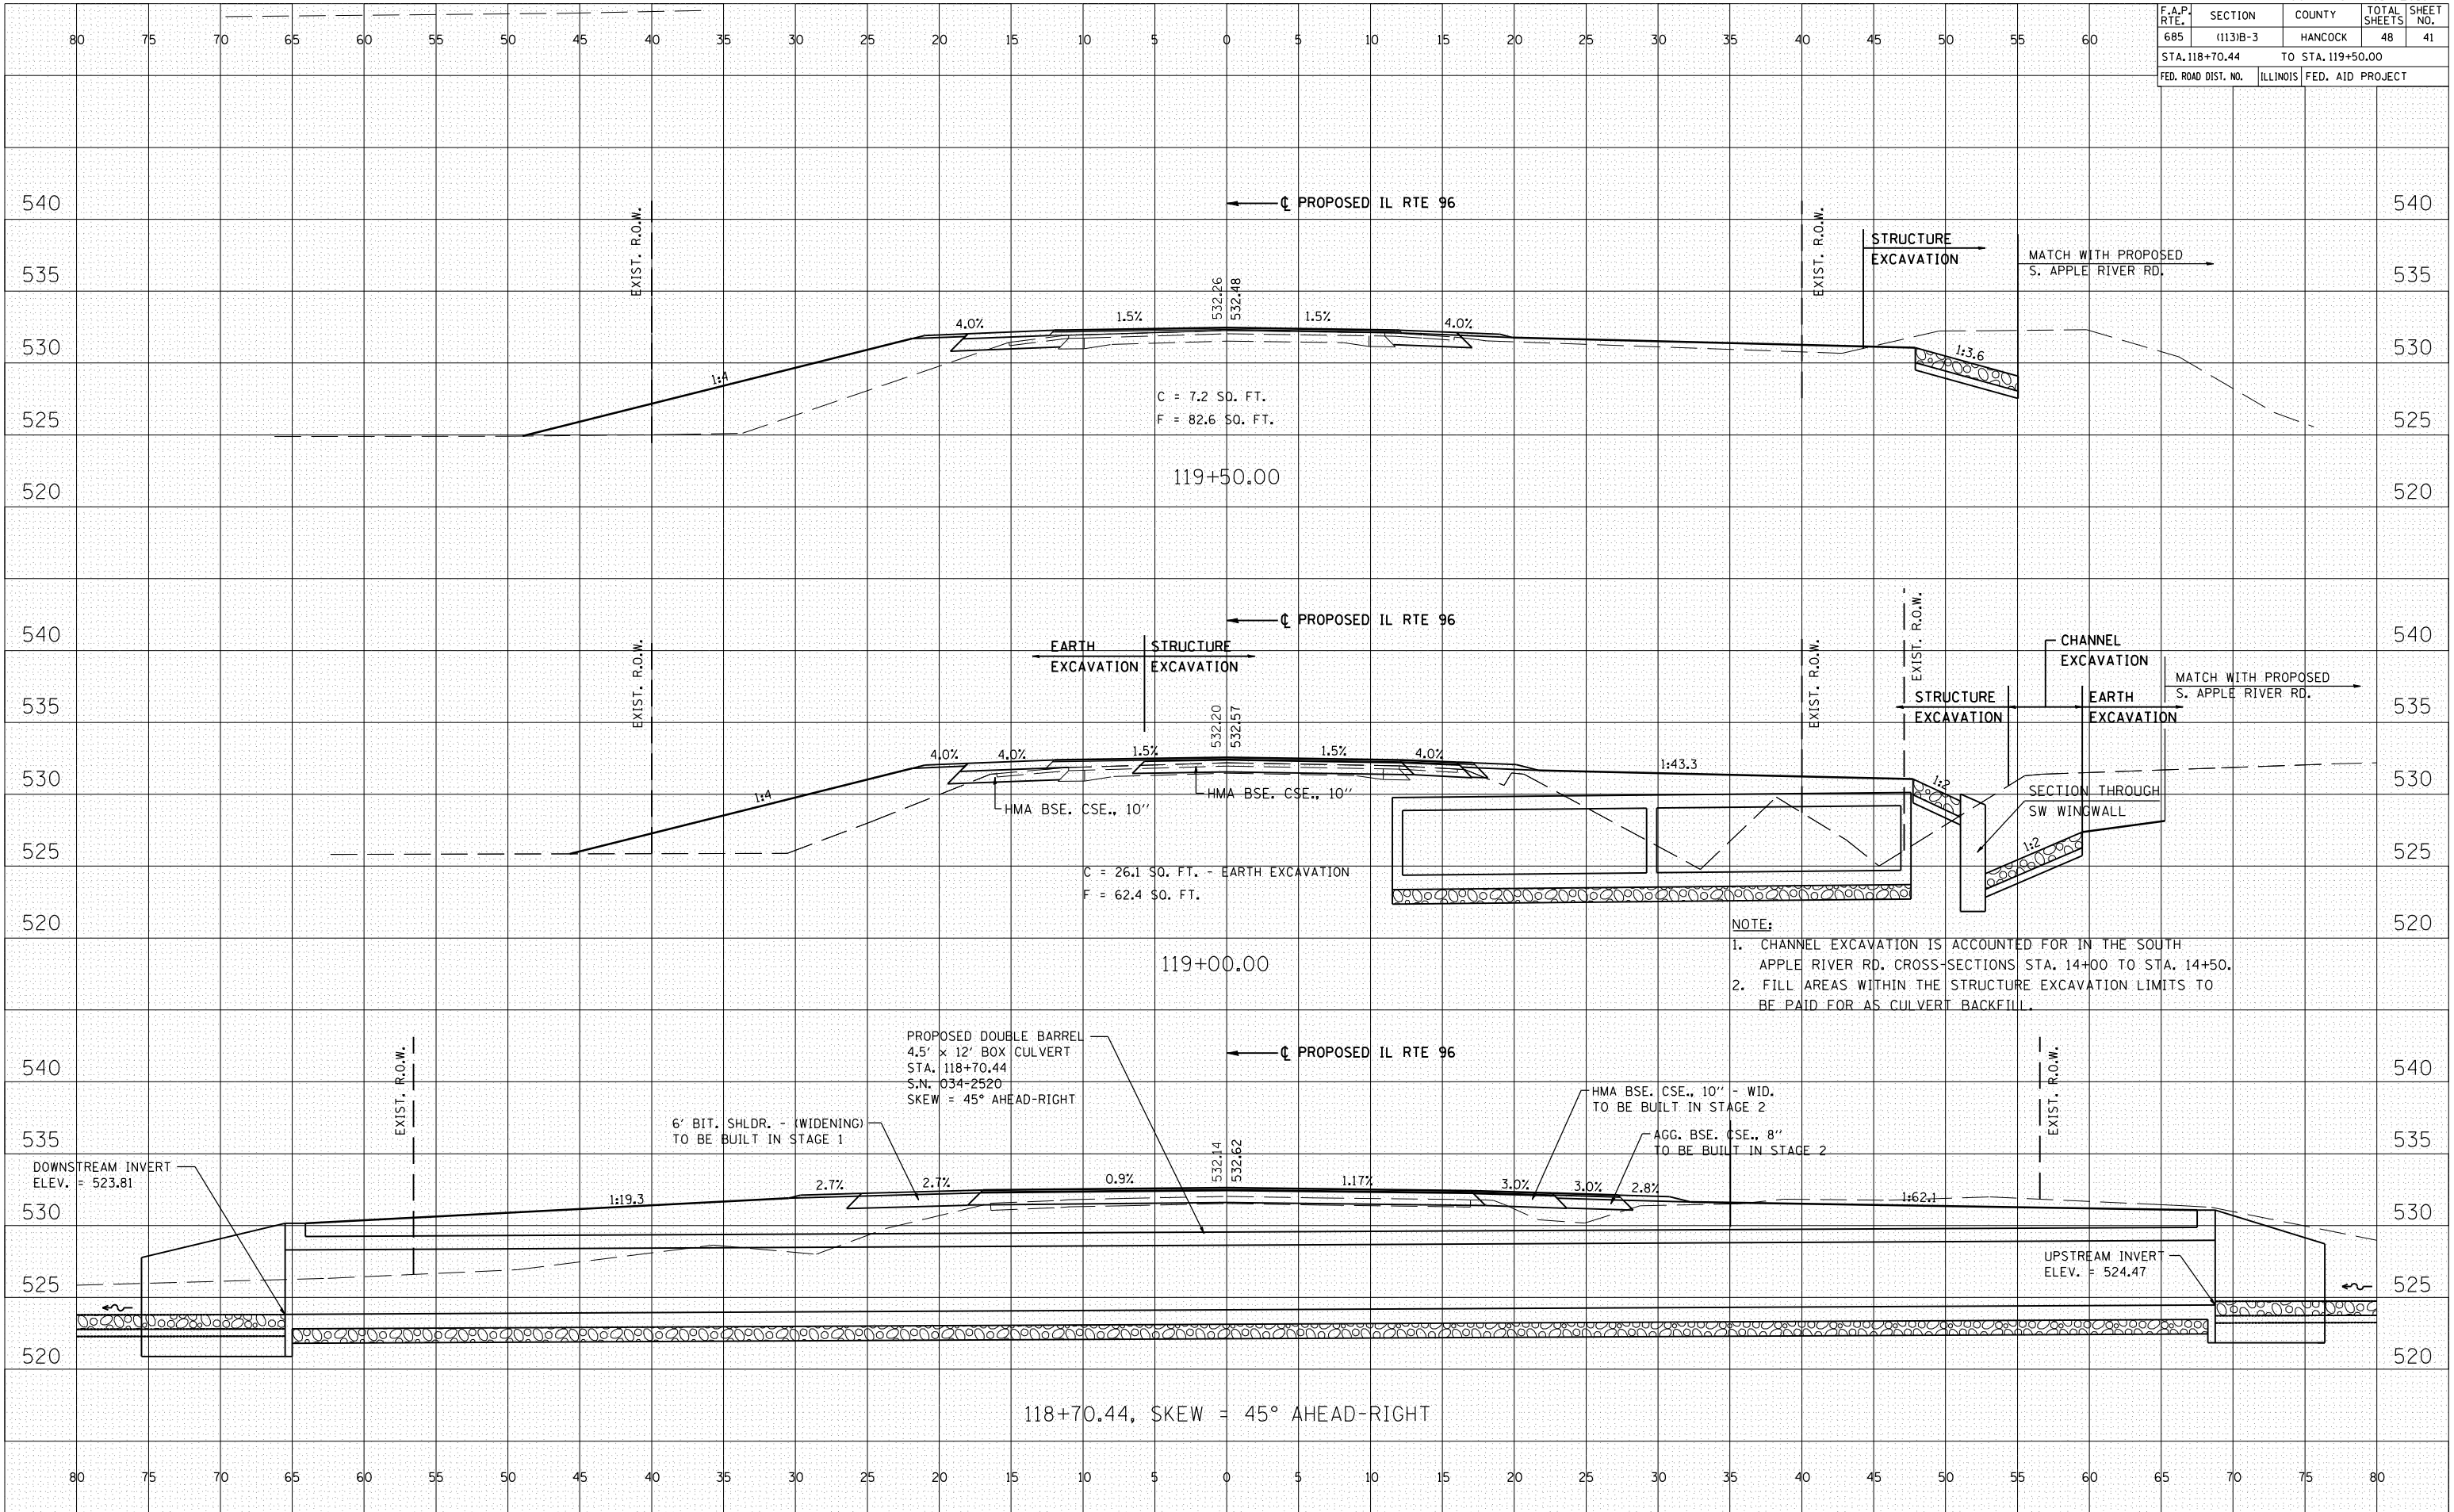 F.A.P. RTE. SECTION COUNTY TOTAL SHEETS SHEET NO.
685 (113)B-3 HANCOCK 48 41
STA.118+70.44 TO STA.119+50.00
FED. ROAD DIST. NO. ILLINOIS FED. AID PROJECT
80 75 70 65 60 55 50 45 40 35 30 25 20 15 10 5 0 5 10 15 20 25 30 35 40 45 50 55 60
540 540
535 535
530 530
525 525
520 520
EXIST. R.O.W.
℄ PROPOSED IL RTE 96
EXIST. R.O.W.
STRUCTURE
EXCAVATION
MATCH WITH PROPOSED
S. APPLE RIVER RD.
532.26
532.48
4.0% 1.5% 1.5% 4.0%
1:4
1:3.6
C = 7.2 SQ. FT.
F = 82.6 SQ. FT.
119+50.00
540 540
535 535
530 530
525 525
520 520
EXIST. R.O.W.
EARTH
EXCAVATION
STRUCTURE
EXCAVATION
℄ PROPOSED IL RTE 96
EXIST. R.O.W.
EXIST. R.O.W.
CHANNEL
EXCAVATION
MATCH WITH PROPOSED
S. APPLE RIVER RD.
STRUCTURE
EXCAVATION
EARTH
EXCAVATION
532.20
532.57
4.0% 4.0% 1.5% 1.5% 4.0%
1:43.3
1:4
1:2
HMA BSE. CSE., 10''
HMA BSE. CSE., 10''
SECTION THROUGH
SW WINGWALL
1:2
C = 26.1 SQ. FT. - EARTH EXCAVATION
F = 62.4 SQ. FT.
119+00.00
NOTE:
1. CHANNEL EXCAVATION IS ACCOUNTED FOR IN THE SOUTH
APPLE RIVER RD. CROSS-SECTIONS STA. 14+00 TO STA. 14+50.
2. FILL AREAS WITHIN THE STRUCTURE EXCAVATION LIMITS TO
BE PAID FOR AS CULVERT BACKFILL.
540 540
535 535
530 530
525 525
520 520
EXIST. R.O.W.
PROPOSED DOUBLE BARREL
4.5' x 12' BOX CULVERT
STA. 118+70.44
S.N. 034-2520
SKEW = 45° AHEAD-RIGHT
℄ PROPOSED IL RTE 96
EXIST. R.O.W.
HMA BSE. CSE., 10'' - WID.
TO BE BUILT IN STAGE 2
6' BIT. SHLDR. - (WIDENING)
TO BE BUILT IN STAGE 1
AGG. BSE. CSE., 8''
TO BE BUILT IN STAGE 2
DOWNSTREAM INVERT
ELEV. = 523.81
532.14
532.62
1:19.3 2.7% 2.7% 0.9% 1.17% 3.0% 3.0% 2.8% 1:62.1
UPSTREAM INVERT
ELEV. = 524.47
118+70.44, SKEW = 45° AHEAD-RIGHT
80 75 70 65 60 55 50 45 40 35 30 25 20 15 10 5 0 5 10 15 20 25 30 35 40 45 50 55 60 65 70 75 80